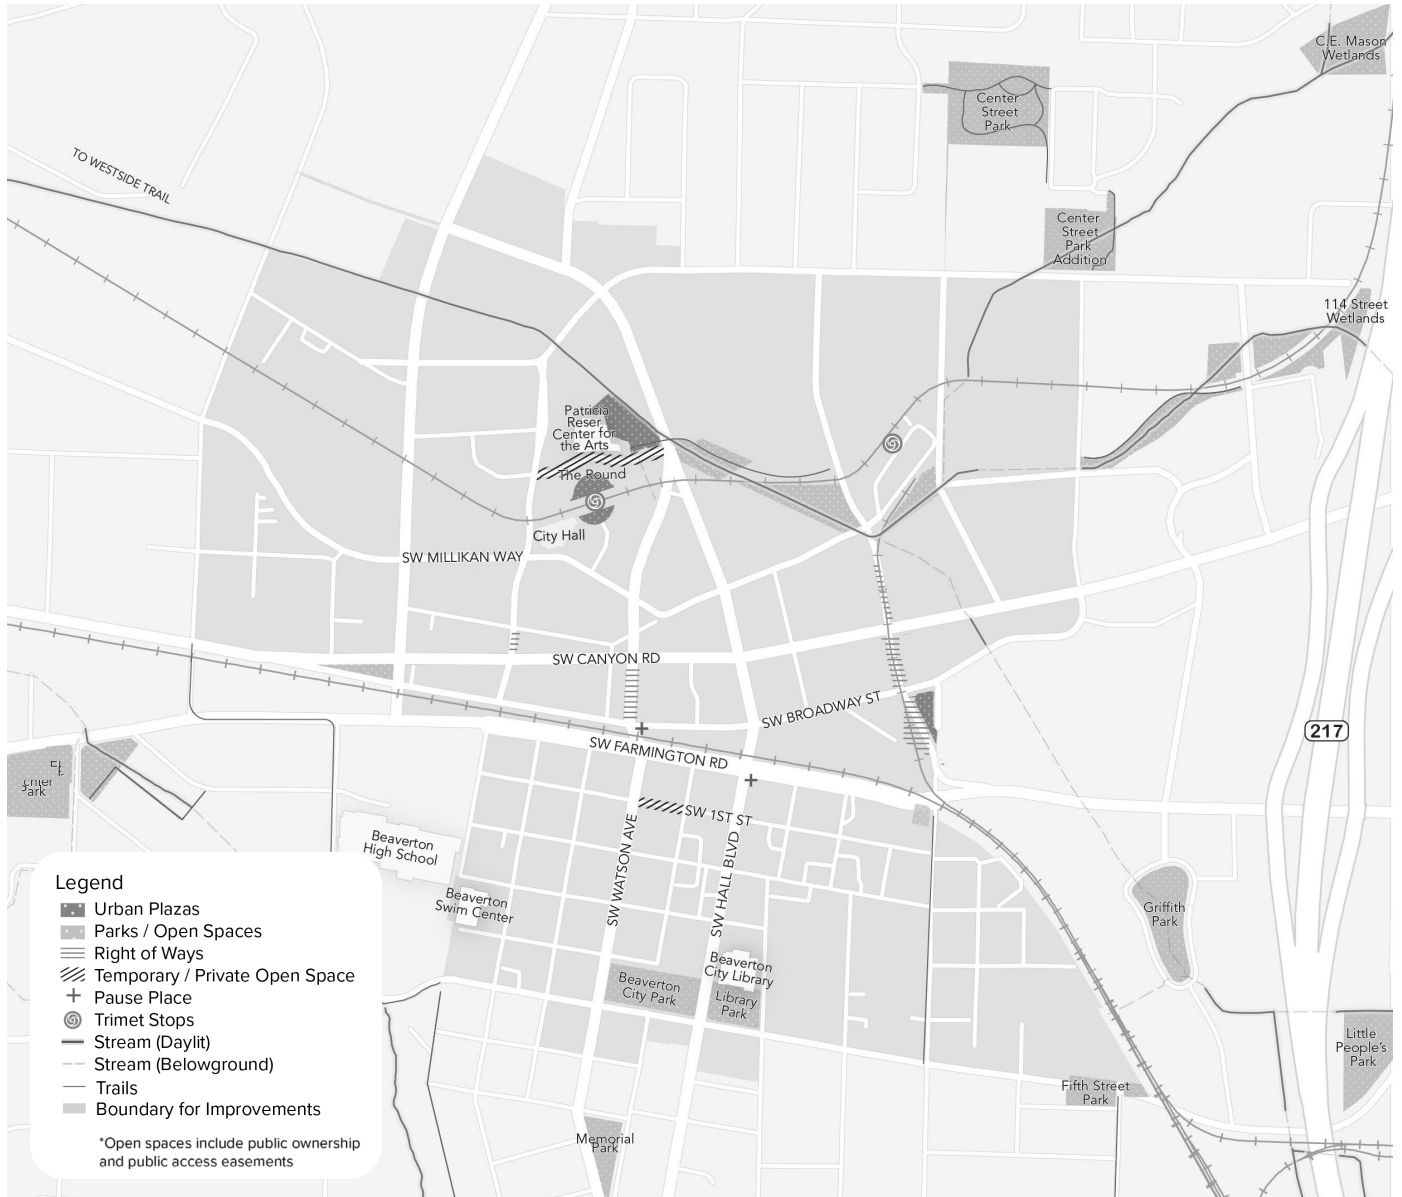 C.E. Mason
Wetlands
Center
Street
Park
TO WESTSIDE TRAIL
Center
Street
Park
Addition
114 Street
Wetlands
Patricia
Reser
Center for
the Arts
The Round
City Hall
SW MILLIKAN WAY
SW CANYON RD
SW BROADWAY ST
217
SW FARMINGTON RD
SW 1ST ST
SW WATSON AVE
SW HALL BLVD
Beaverton
High School
Beaverton
Swim Center
Griffith
Park
Beaverton
City Library
Beaverton
City Park
Library
Park
Little
People's
Park
Fifth Street
Park
Memorial
Park
Legend
Urban Plazas
Parks / Open Spaces
Right of Ways
Temporary / Private Open Space
Pause Place
Trimet Stops
Stream (Daylit)
Stream (Belowground)
Trails
Boundary for Improvements
*Open spaces include public ownership
and public access easements